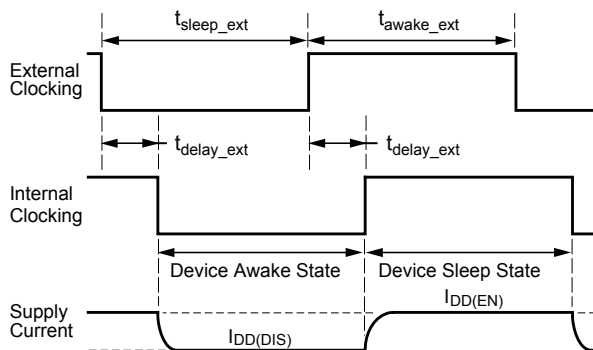 tsleep_ext
tawake_ext
External
Clocking
tdelay_ext
tdelay_ext
Internal
Clocking
Device Awake State
Device Sleep State
IDD(EN)
Supply
Current
IDD(DIS)